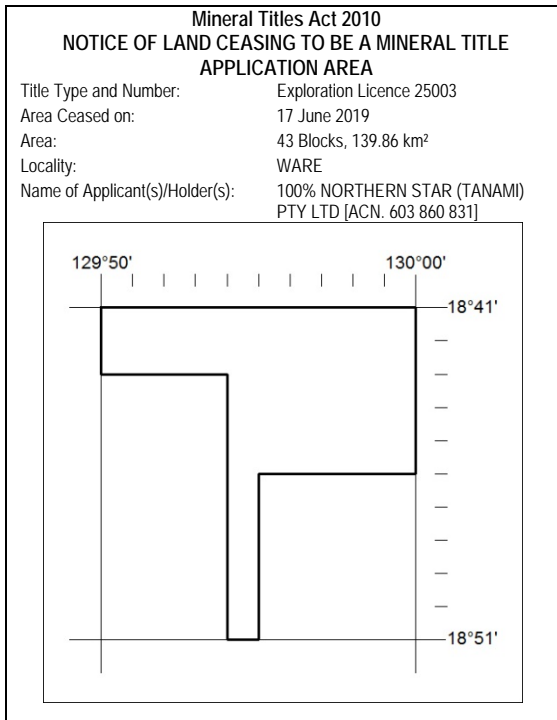 Mineral Titles Act 2010
NOTICE OF LAND CEASING TO BE A MINERAL TITLE
APPLICATION AREA
Title Type and Number: Exploration Licence 25003
Area Ceased on: 17 June 2019
Area: 43 Blocks, 139.86 km²
Locality: WARE
Name of Applicant(s)/Holder(s): 100% NORTHERN STAR (TANAMI)
PTY LTD [ACN. 603 860 831]
129°50' 130°00'
18°41'
18°51'